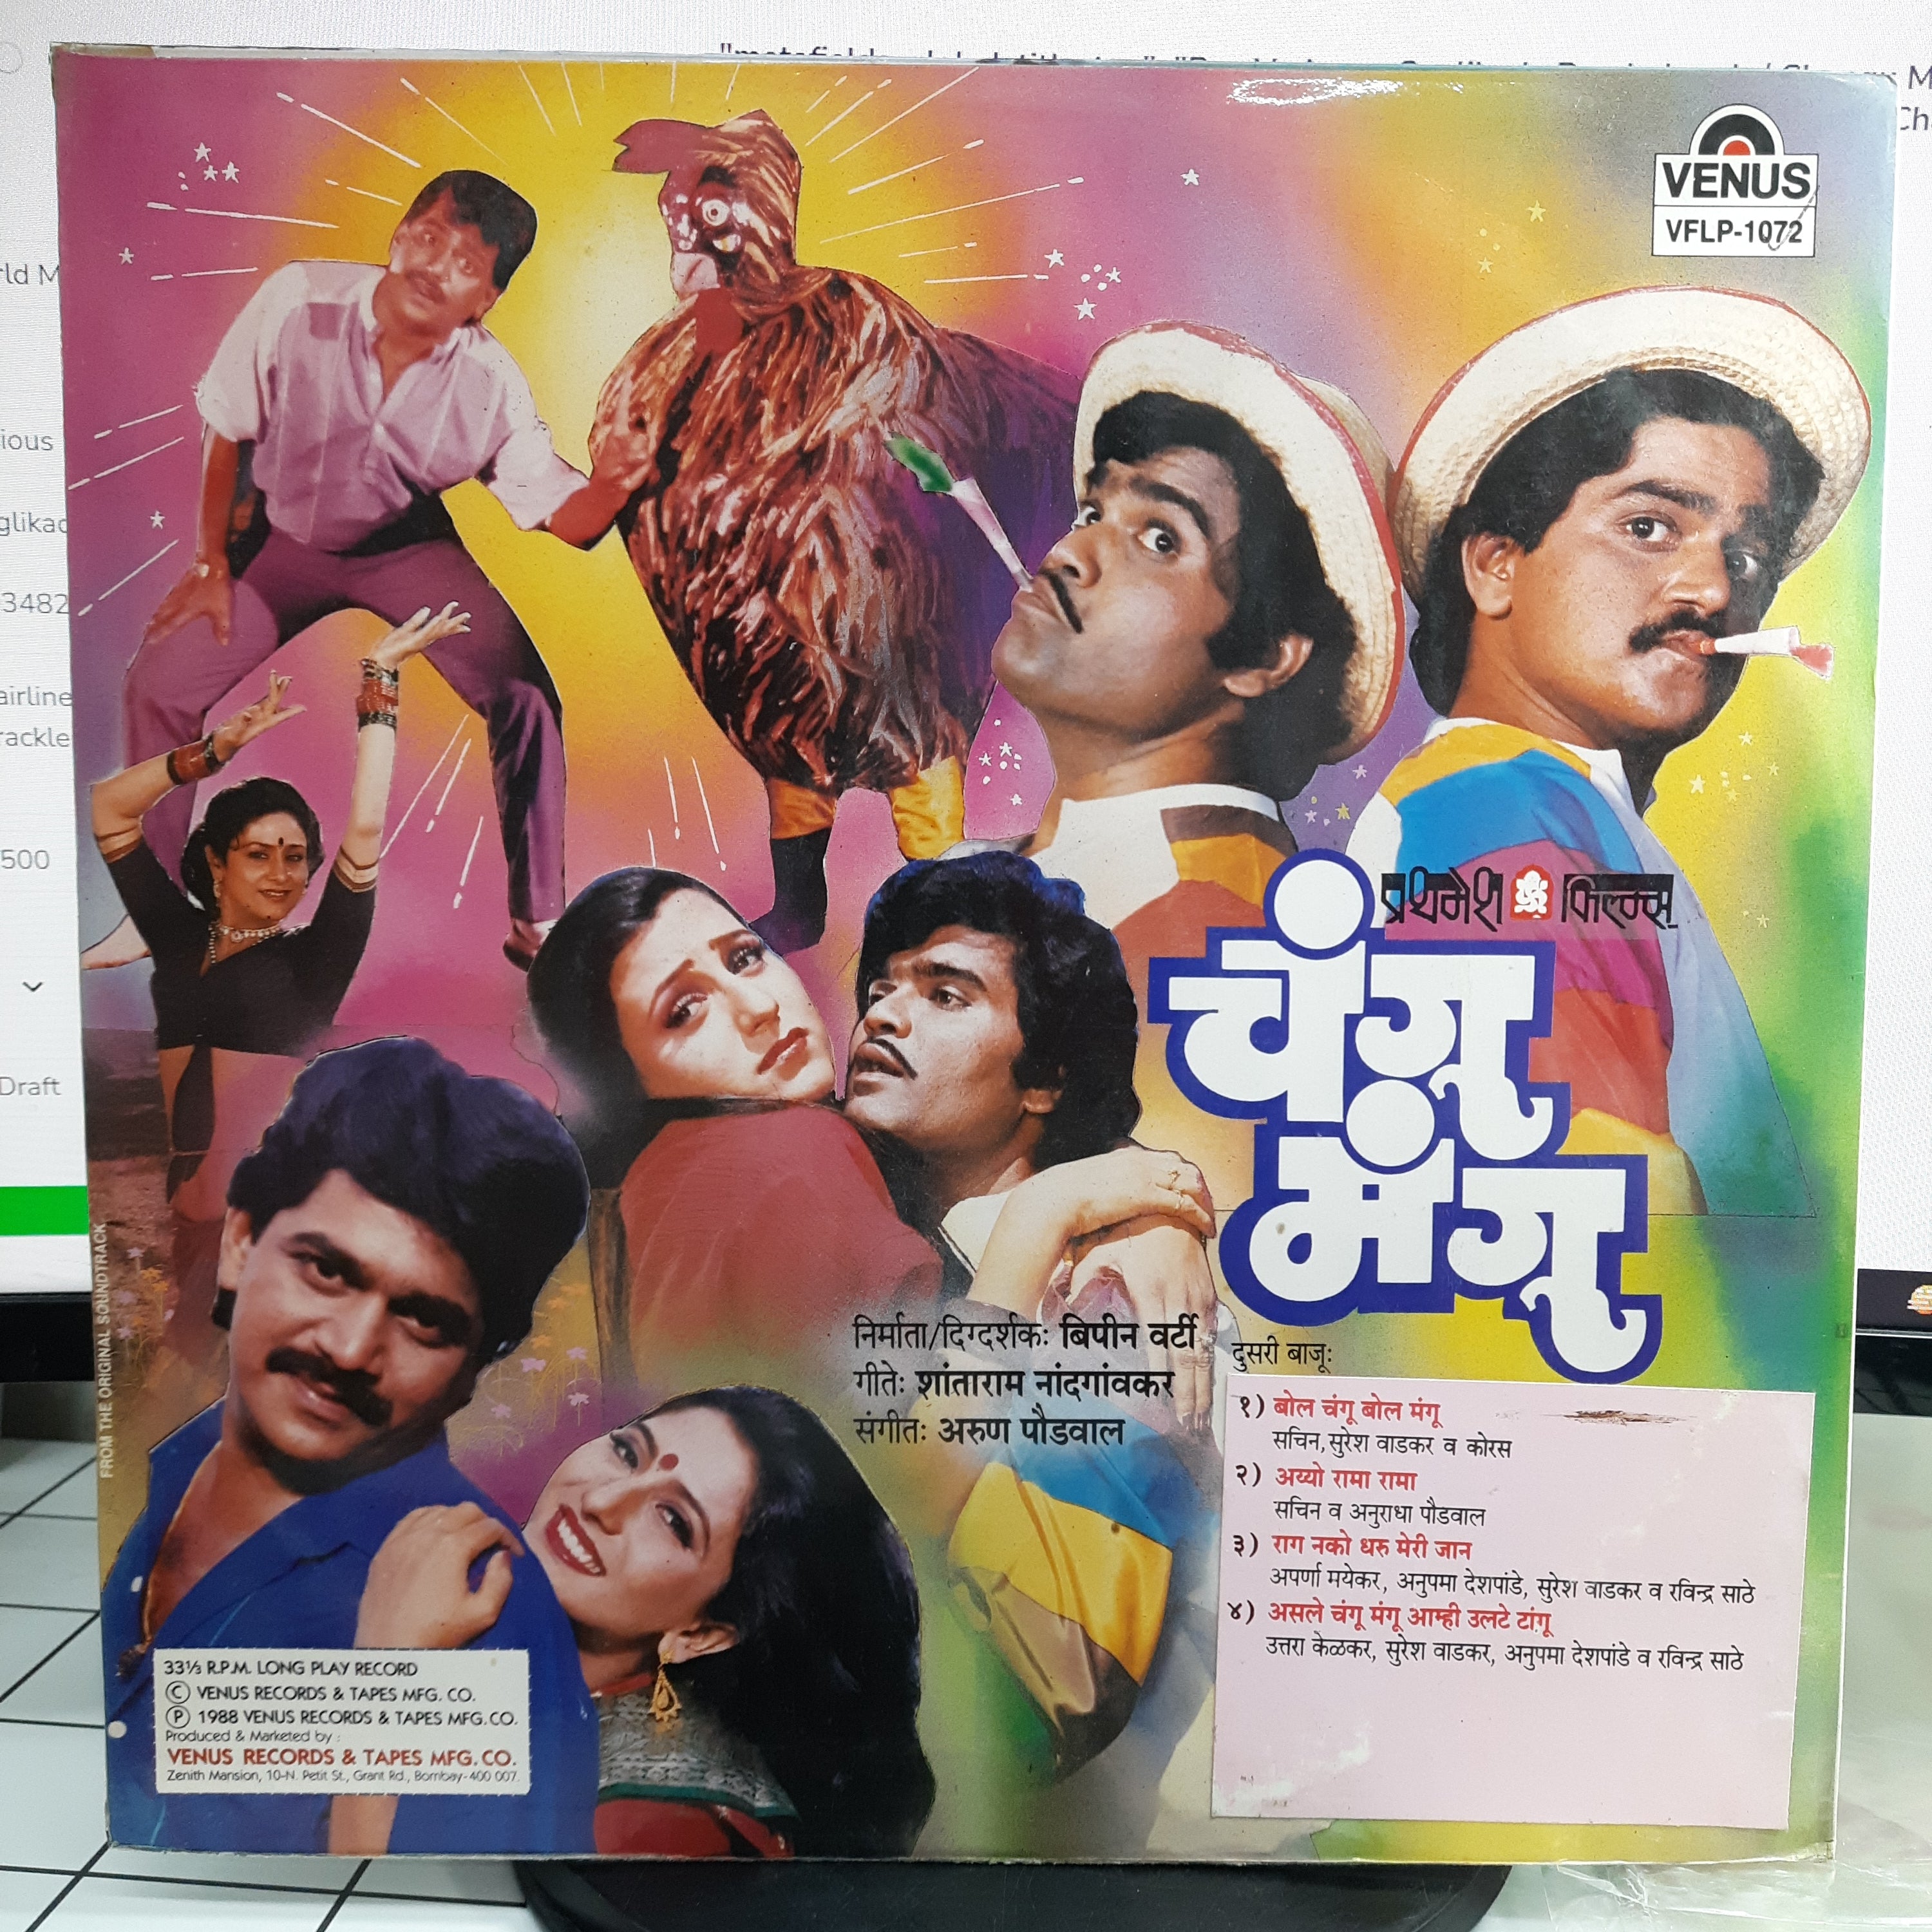 VENUS
VFLP-1072
प्रथमेश फिल्म्स
चंगू
मंगू
निर्माता/दिग्दर्शकः बिपीन वर्टी
गीतेः शांताराम नांदगांवकर
संगीतः अरुण पौडवाल
दुसरी बाजूः
१) बोल चंगू बोल मंगू
सचिन, सुरेश वाडकर व कोरस
२) अय्यो रामा रामा
सचिन व अनुराधा पौडवाल
३) राग नको धरु मेरी जान
अपर्णा मयेकर, अनुपमा देशपांडे, सुरेश वाडकर व रविन्द्र साठे
४) असले चंगू मंगू आम्ही उलटे टांगू
उत्तरा केळकर, सुरेश वाडकर, अनुपमा देशपांडे व रविन्द्र साठे
FROM THE ORIGINAL SOUNDTRACK
33⅓ R.P.M. LONG PLAY RECORD
© VENUS RECORDS & TAPES MFG. CO.
℗ 1988 VENUS RECORDS & TAPES MFG. CO.
Produced & Marketed by :
VENUS RECORDS & TAPES MFG. CO.
Zenith Mansion, 10-N. Petit St., Grant Rd., Bombay-400 007.
3482
500
Draft